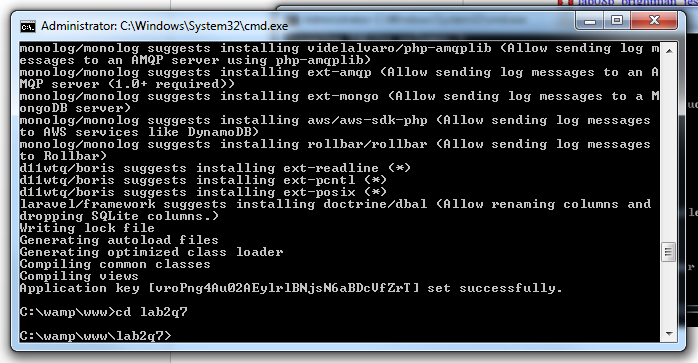 Administrator: C:\Windows\System32\cmd.exe
monolog/monolog suggests installing videlalvaro/php-amqplib (Allow sending log m
essages to an AMQP server using php-amqplib)
monolog/monolog suggests installing ext-amqp (Allow sending log messages to an A
MQP server (1.0+ required))
monolog/monolog suggests installing ext-mongo (Allow sending log messages to a M
ongoDB server)
monolog/monolog suggests installing aws/aws-sdk-php (Allow sending log messages
to AWS services like DynamoDB)
monolog/monolog suggests installing rollbar/rollbar (Allow sending log messages
to Rollbar)
d11wtq/boris suggests installing ext-readline (*)
d11wtq/boris suggests installing ext-pcntl (*)
d11wtq/boris suggests installing ext-posix (*)
laravel/framework suggests installing doctrine/dbal (Allow renaming columns and
dropping SQLite columns.)
Writing lock file
Generating autoload files
Generating optimized class loader
Compiling common classes
Compiling views
Application key [vroPng4Au02AEylrlBNjsN6aBDcVfZrT] set successfully.
C:\wamp\www>cd lab2q7
C:\wamp\www\lab2q7>